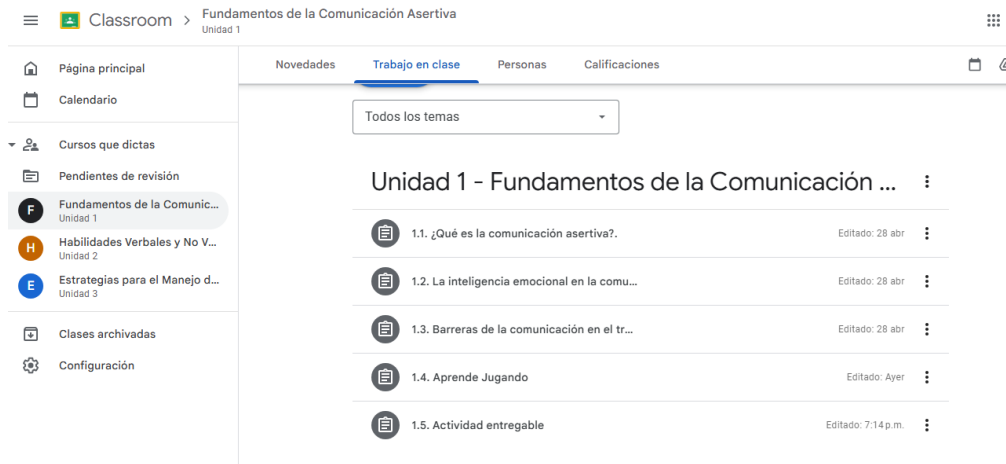 Classroom > Fundamentos de la Comunicación Asertiva
Unidad 1
Página principal
Calendario
Cursos que dictas
Pendientes de revisión
F
Fundamentos de la Comunic...
Unidad 1
H
Habilidades Verbales y No V...
Unidad 2
E
Estrategias para el Manejo d...
Unidad 3
Clases archivadas
Configuración
Novedades Trabajo en clase Personas Calificaciones
Todos los temas
Unidad 1 - Fundamentos de la Comunicación ...
1.1. ¿Qué es la comunicación asertiva?. Editado: 28 abr
1.2. La inteligencia emocional en la comu... Editado: 28 abr
1.3. Barreras de la comunicación en el tr... Editado: 28 abr
1.4. Aprende Jugando Editado: Ayer
1.5. Actividad entregable Editado: 7:14 p.m.